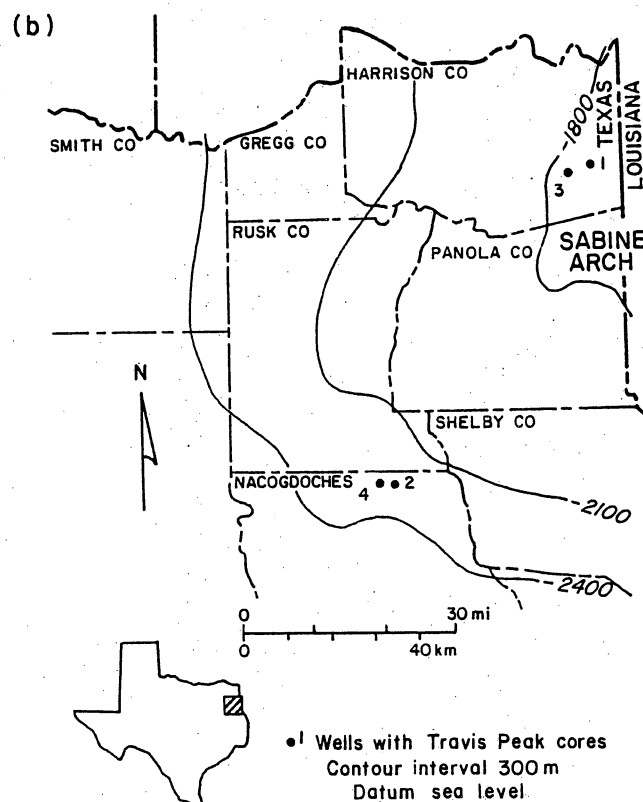 (b)
HARRISON CO
SMITH CO
GREGG CO
-1800
TEXAS
LOUISIANA
1
3
RUSK CO
PANOLA CO
SABINE
ARCH
N
SHELBY CO
NACOGDOCHES
4
2
-2100
-2400
0 30 mi
0 40 km
1 Wells with Travis Peak cores
Contour interval 300 m
Datum sea level